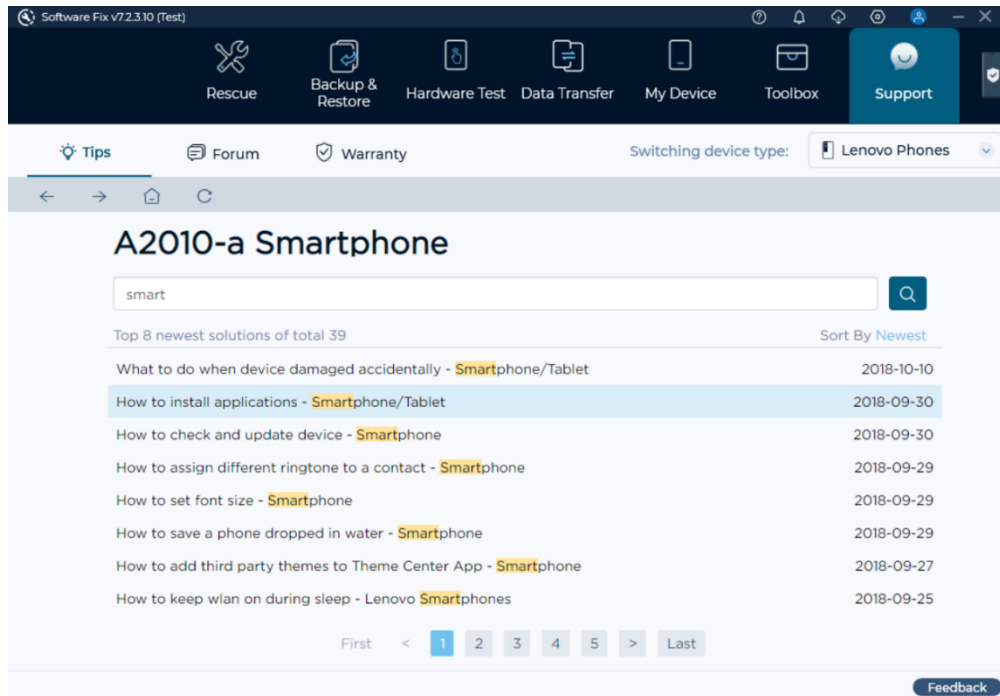 Software Fix v7.2.3.10 (Test)
Rescue
Backup &
Restore
Hardware Test
Data Transfer
My Device
Toolbox
Support
Tips
Forum
Warranty
Switching device type:
Lenovo Phones
A2010-a Smartphone
smart
Top 8 newest solutions of total 39
Sort By Newest
What to do when device damaged accidentally - Smartphone/Tablet 2018-10-10
How to install applications - Smartphone/Tablet 2018-09-30
How to check and update device - Smartphone 2018-09-30
How to assign different ringtone to a contact - Smartphone 2018-09-29
How to set font size - Smartphone 2018-09-29
How to save a phone dropped in water - Smartphone 2018-09-29
How to add third party themes to Theme Center App - Smartphone 2018-09-27
How to keep wlan on during sleep - Lenovo Smartphones 2018-09-25
First < 1 2 3 4 5 > Last
Feedback